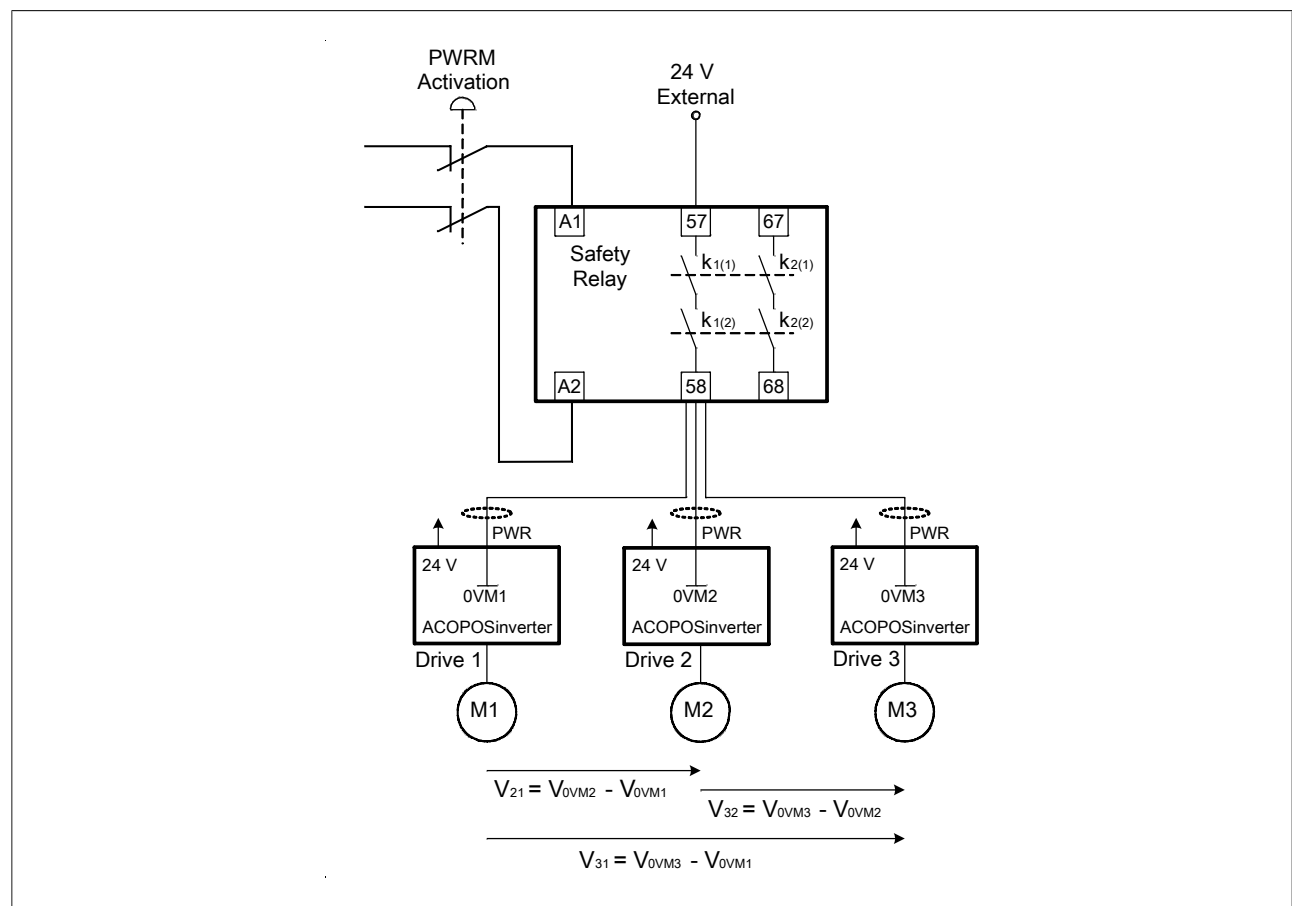 PWRM
Activation
24 V
External
A1
57
67
Safety
Relay
k1(1)
k2(1)
k1(2)
k2(2)
A2
58
68
PWR
PWR
PWR
24 V
24 V
24 V
0VM1
0VM2
0VM3
ACOPOSinverter
ACOPOSinverter
ACOPOSinverter
Drive 1
Drive 2
Drive 3
M1
M2
M3
V21 = V0VM2 - V0VM1
V32 = V0VM3 - V0VM2
V31 = V0VM3 - V0VM1